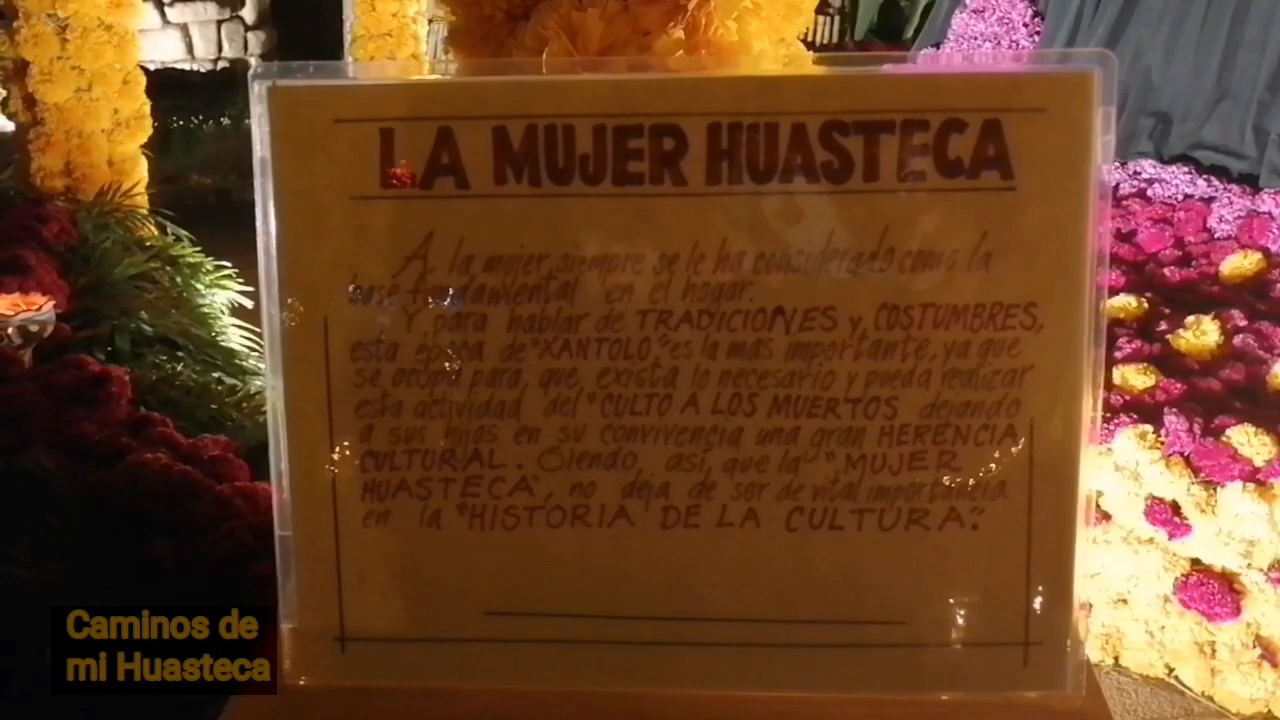 LA MUJER HUASTECA
A la mujer, siempre se le ha considerado como la
base fundamental en el hogar.
Y, para hablar de TRADICIONES y, COSTUMBRES,
esta época de "XANTOLO," es la más importante, ya que
se ocupa para, que, exista lo necesario y pueda realizar
esta actividad del "CULTO A LOS MUERTOS dejando
a sus hijos en su convivencia una gran HERENCIA
CULTURAL. Siendo, así, que la "MUJER
HUASTECA", no deja de ser de vital importancia
en la "HISTORIA DE LA CULTURA."
Caminos de
mi Huasteca